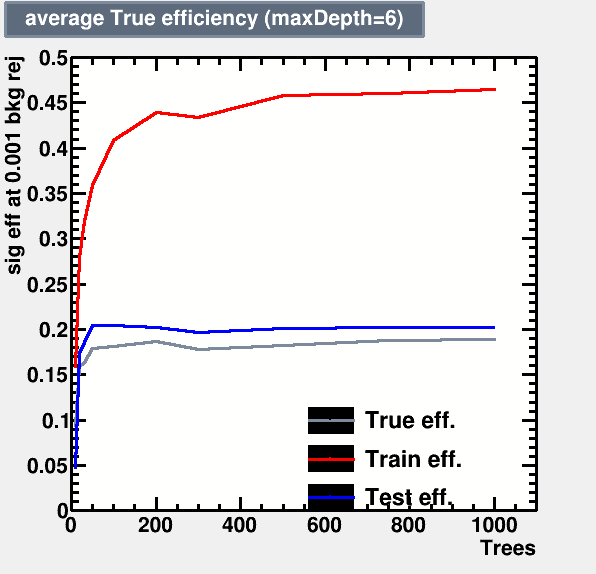 average True efficiency (maxDepth=6)
sig eff at 0.001 bkg rej
0.5
0.45
0.4
0.35
0.3
0.25
0.2
0.15
0.1
0.05
0
True eff.
Train eff.
Test eff.
0 200 400 600 800 1000
Trees